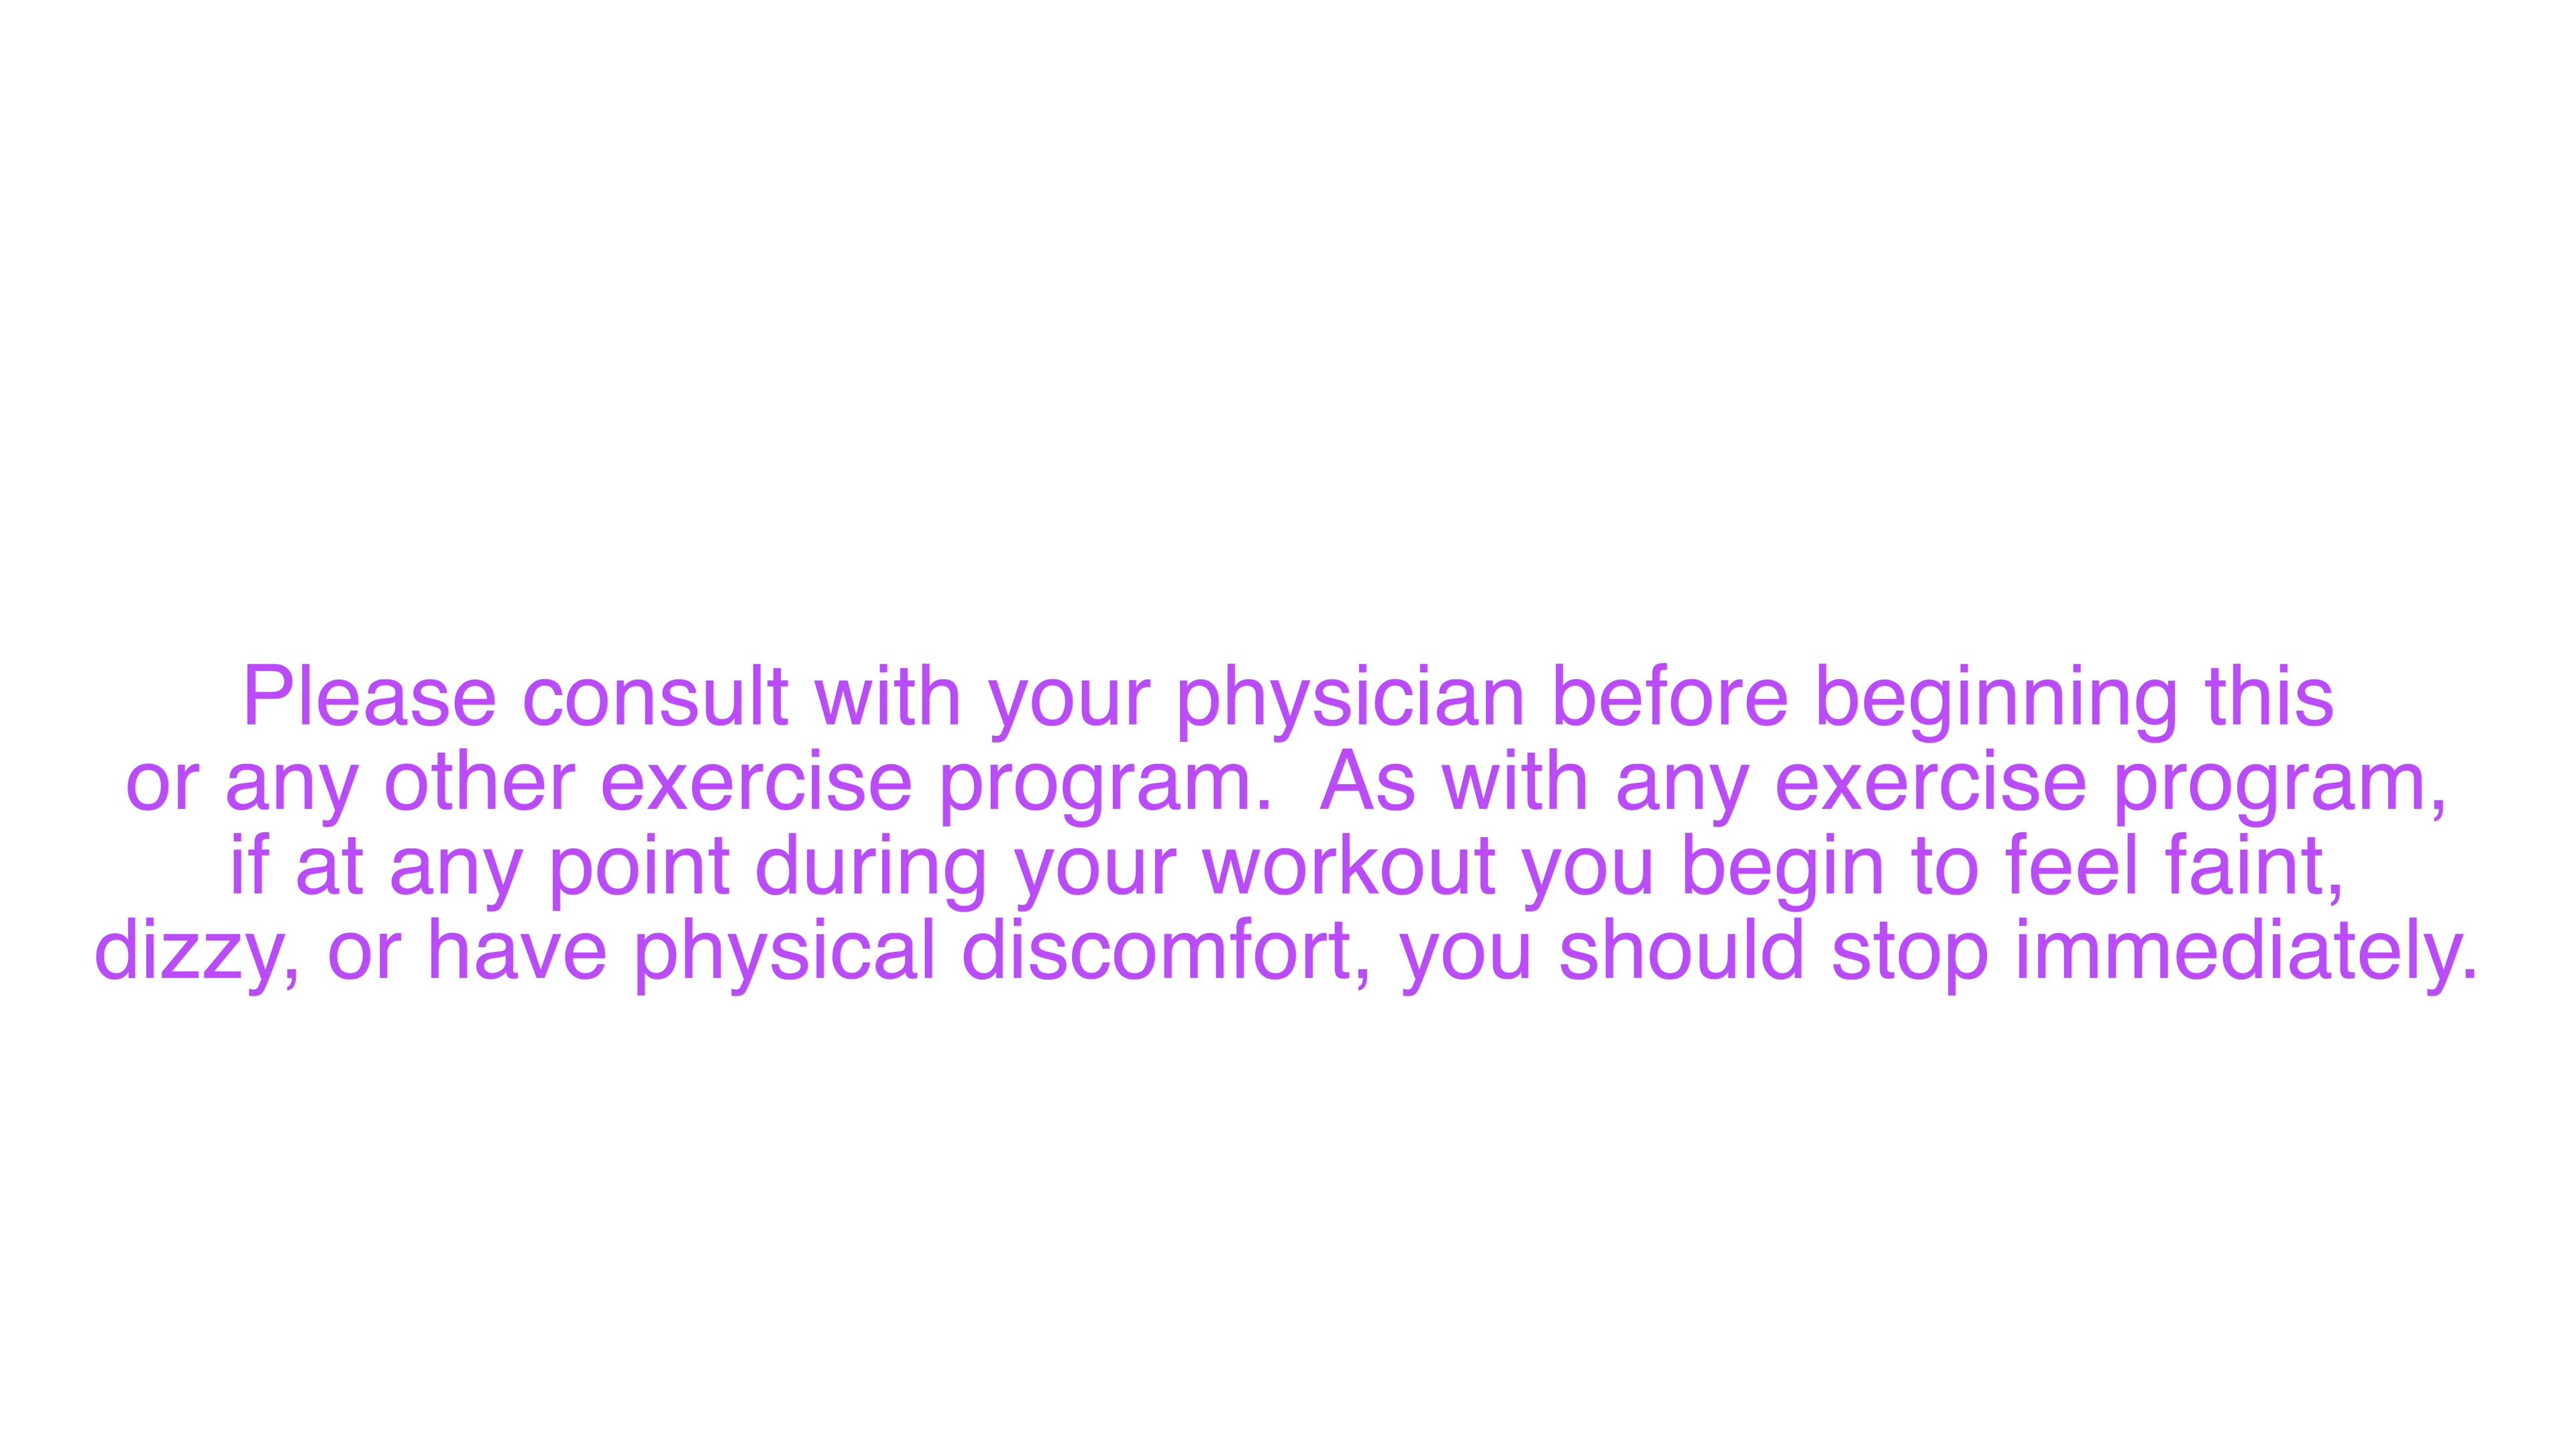 Please consult with your physician before beginning this
or any other exercise program.  As with any exercise program,
if at any point during your workout you begin to feel faint,
dizzy, or have physical discomfort, you should stop immediately.